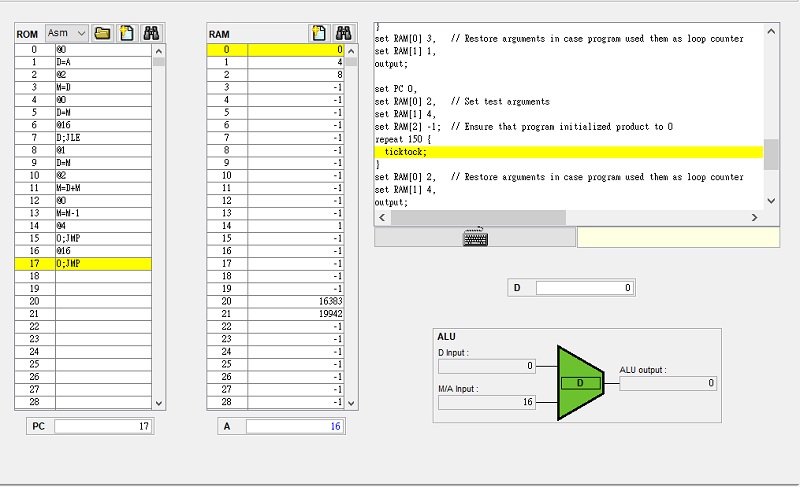 ROM Asm
0 @0
1 D=A
2 @2
3 M=D
4 @0
5 D=M
6 @16
7 D;JLE
8 @1
9 D=M
10 @2
11 M=D+M
12 @0
13 M=M-1
14 @4
15 0;JMP
16 @16
17 0;JMP
18
19
20
21
22
23
24
25
26
27
28
PC 17
RAM
0 0
1 4
2 8
3 -1
4 -1
5 -1
6 -1
7 -1
8 -1
9 -1
10 -1
11 -1
12 -1
13 -1
14 1
15 -1
16 -1
17 -1
18 -1
19 -1
20 16383
21 19942
22 -1
23 -1
24 -1
25 -1
26 -1
27 -1
28 -1
A 16
}
set RAM[0] 3, // Restore arguments in case program used them as loop counter
set RAM[1] 1,
output;
set PC 0,
set RAM[0] 2, // Set test arguments
set RAM[1] 4,
set RAM[2] -1; // Ensure that program initialized product to 0
repeat 150 {
ticktock;
}
set RAM[0] 2, // Restore arguments in case program used them as loop counter
set RAM[1] 4,
output;
D 0
ALU
D Input :
0
M/A Input :
16
D
ALU output :
0